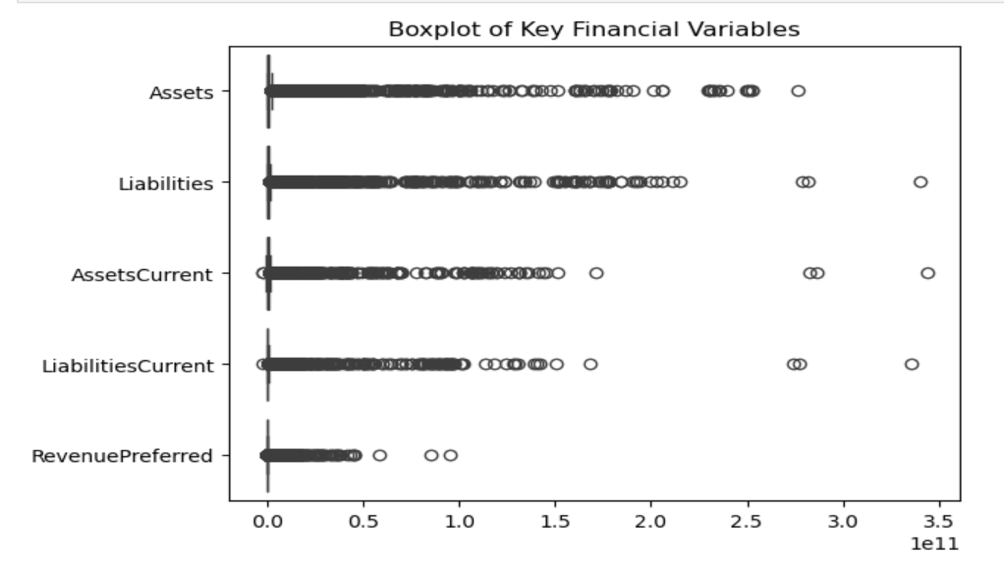 Boxplot of Key Financial Variables
Assets
Liabilities
AssetsCurrent
LiabilitiesCurrent
RevenuePreferred
0.0 0.5 1.0 1.5 2.0 2.5 3.0 3.5
1e11